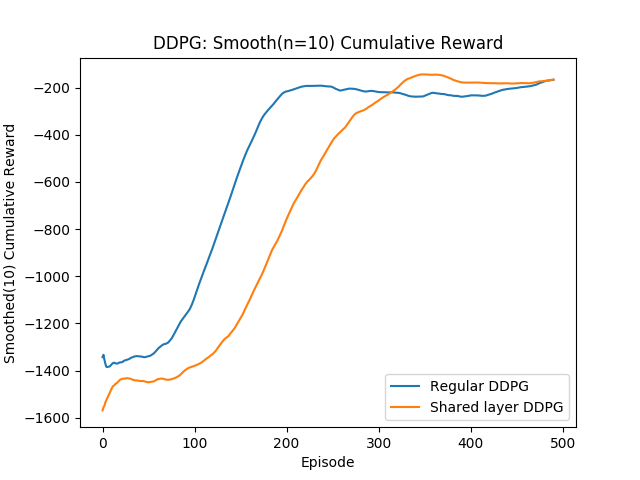 DDPG: Smooth(n=10) Cumulative Reward
Smoothed(10) Cumulative Reward
−200
−400
−600
−800
−1000
−1200
−1400
−1600
Regular DDPG
Shared layer DDPG
0
100
200
300
400
500
Episode